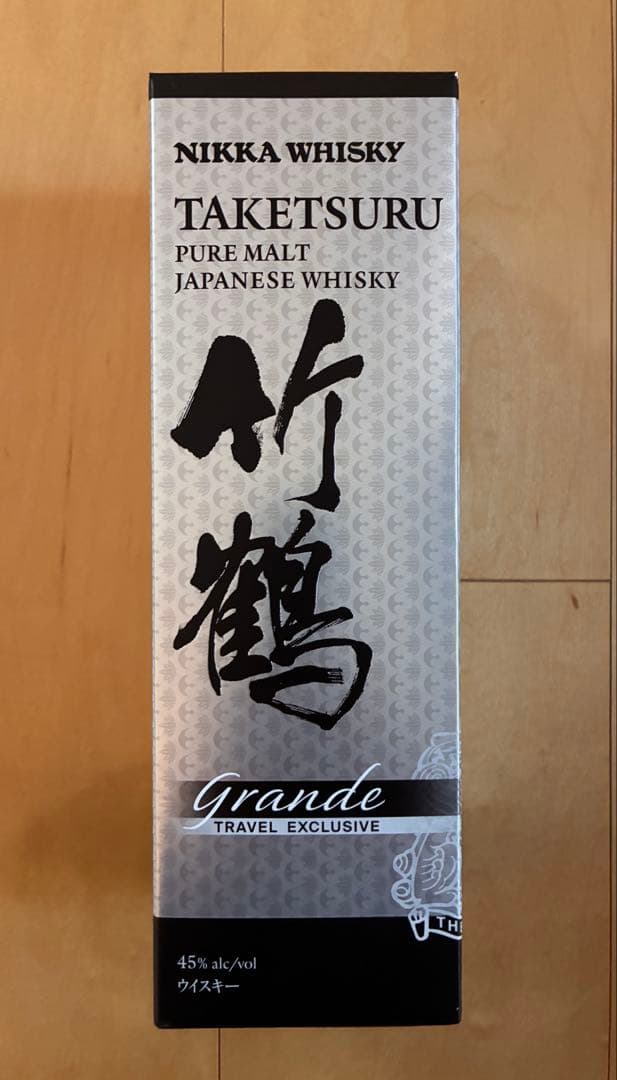 NIKKA WHISKY
TAKETSURU
PURE MALT
JAPANESE WHISKY
竹鶴
Grande
TRAVEL EXCLUSIVE
45% alc/vol
ウイスキー